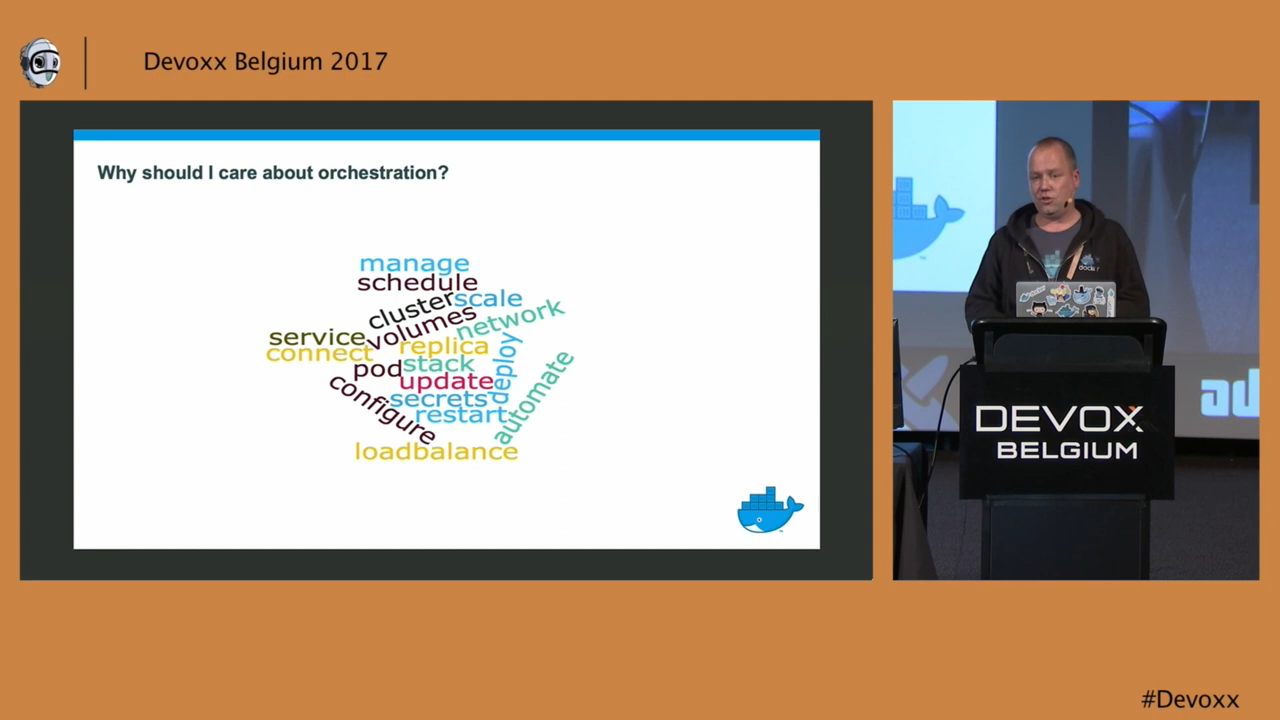 Devoxx Belgium 2017
Why should I care about orchestration?
manage
schedule
cluster
scale
volumes
network
service
connect
replica
pod
stack
deploy
update
configure
secrets
restart
automate
loadbalance
DEVOXX
BELGIUM
ad
#Devoxx